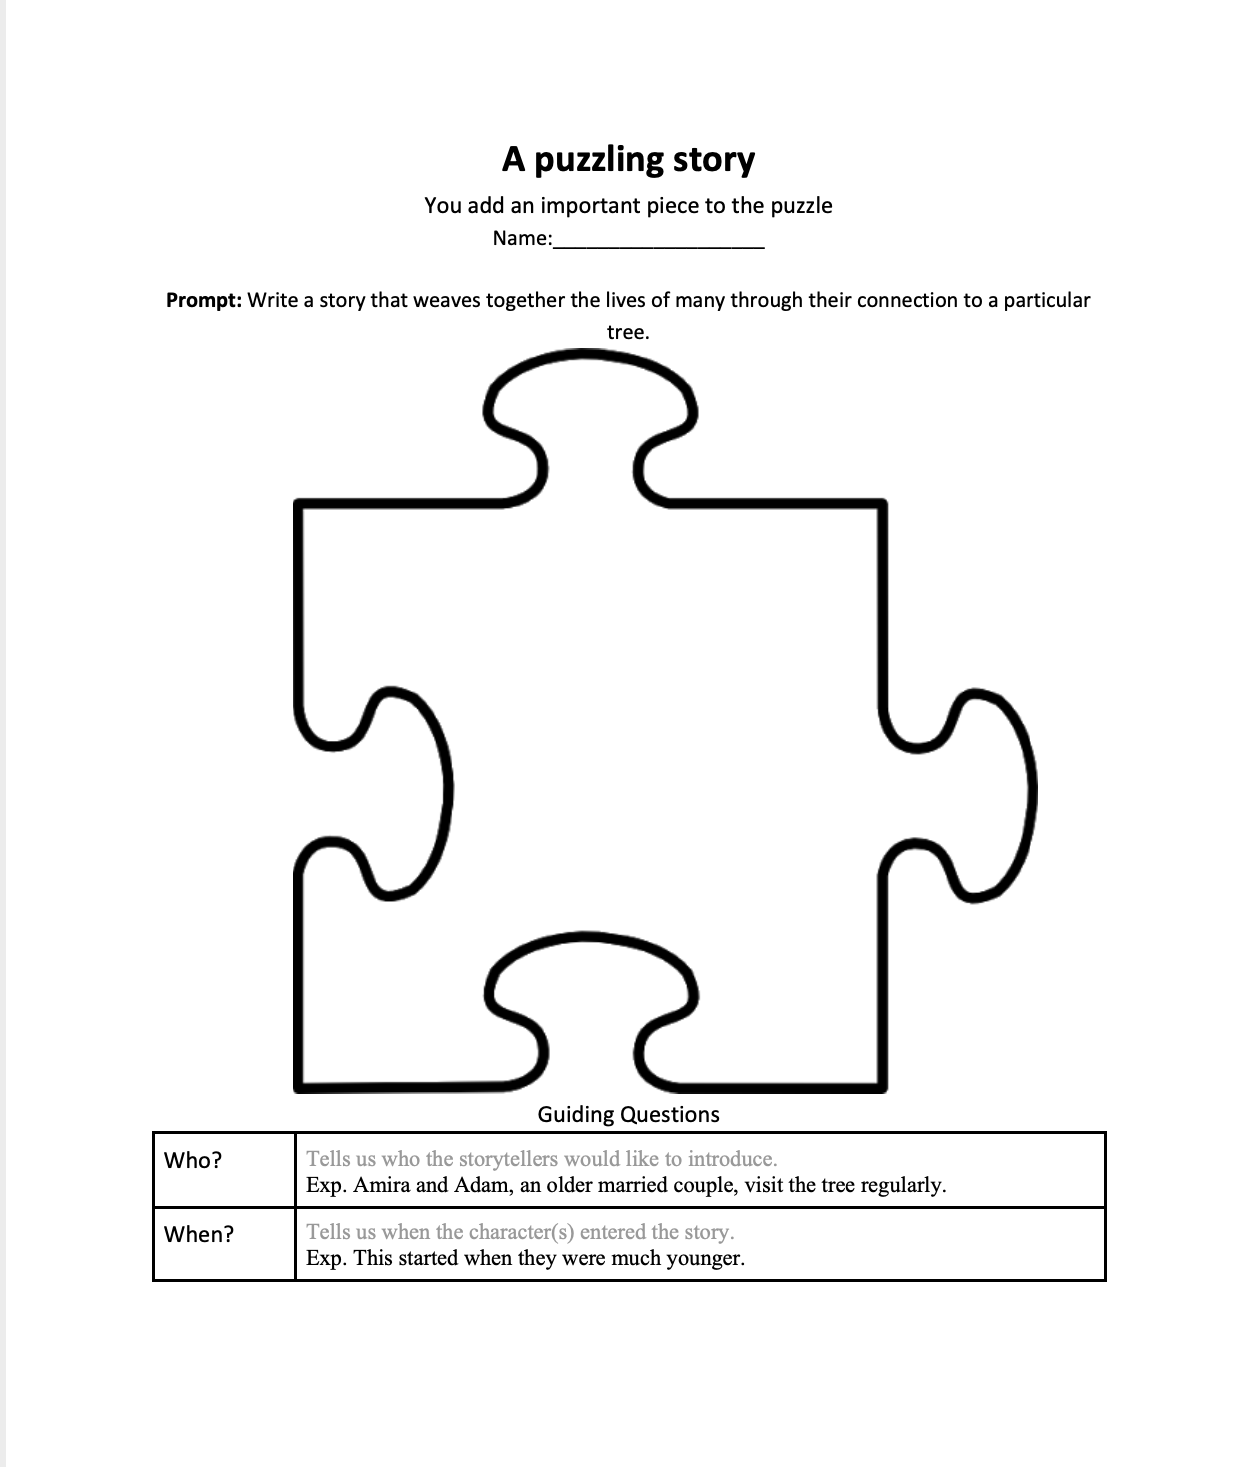 A puzzling story
You add an important piece to the puzzle
Name:___________________
Prompt: Write a story that weaves together the lives of many through their connection to a particular
tree.
Guiding Questions
Who?
Tells us who the storytellers would like to introduce.
Exp. Amira and Adam, an older married couple, visit the tree regularly.
When?
Tells us when the character(s) entered the story.
Exp. This started when they were much younger.